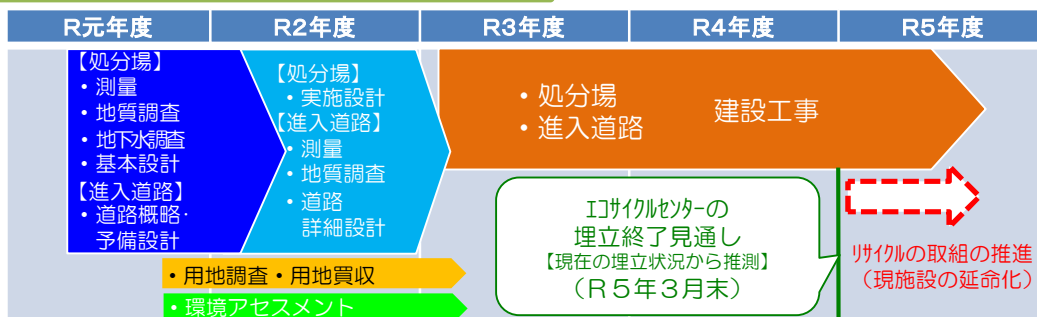 R元年度
R2年度
R3年度
R4年度
R5年度
【処分場】
・測量
・地質調査
・地下水調査
・基本設計
【進入道路】
・道路概略・
予備設計
【処分場】
・実施設計
【進入道路】
・測量
・地質調査
・道路
詳細設計
・処分場
・進入道路
建設工事
・用地調査・用地買収
・環境アセスメント
ｴｺｻｲｸﾙｾﾝﾀｰの
埋立終了見通し
【現在の埋立状況から推測】
（R5年3月末）
ﾘｻｲｸﾙの取組の推進
（現施設の延命化）